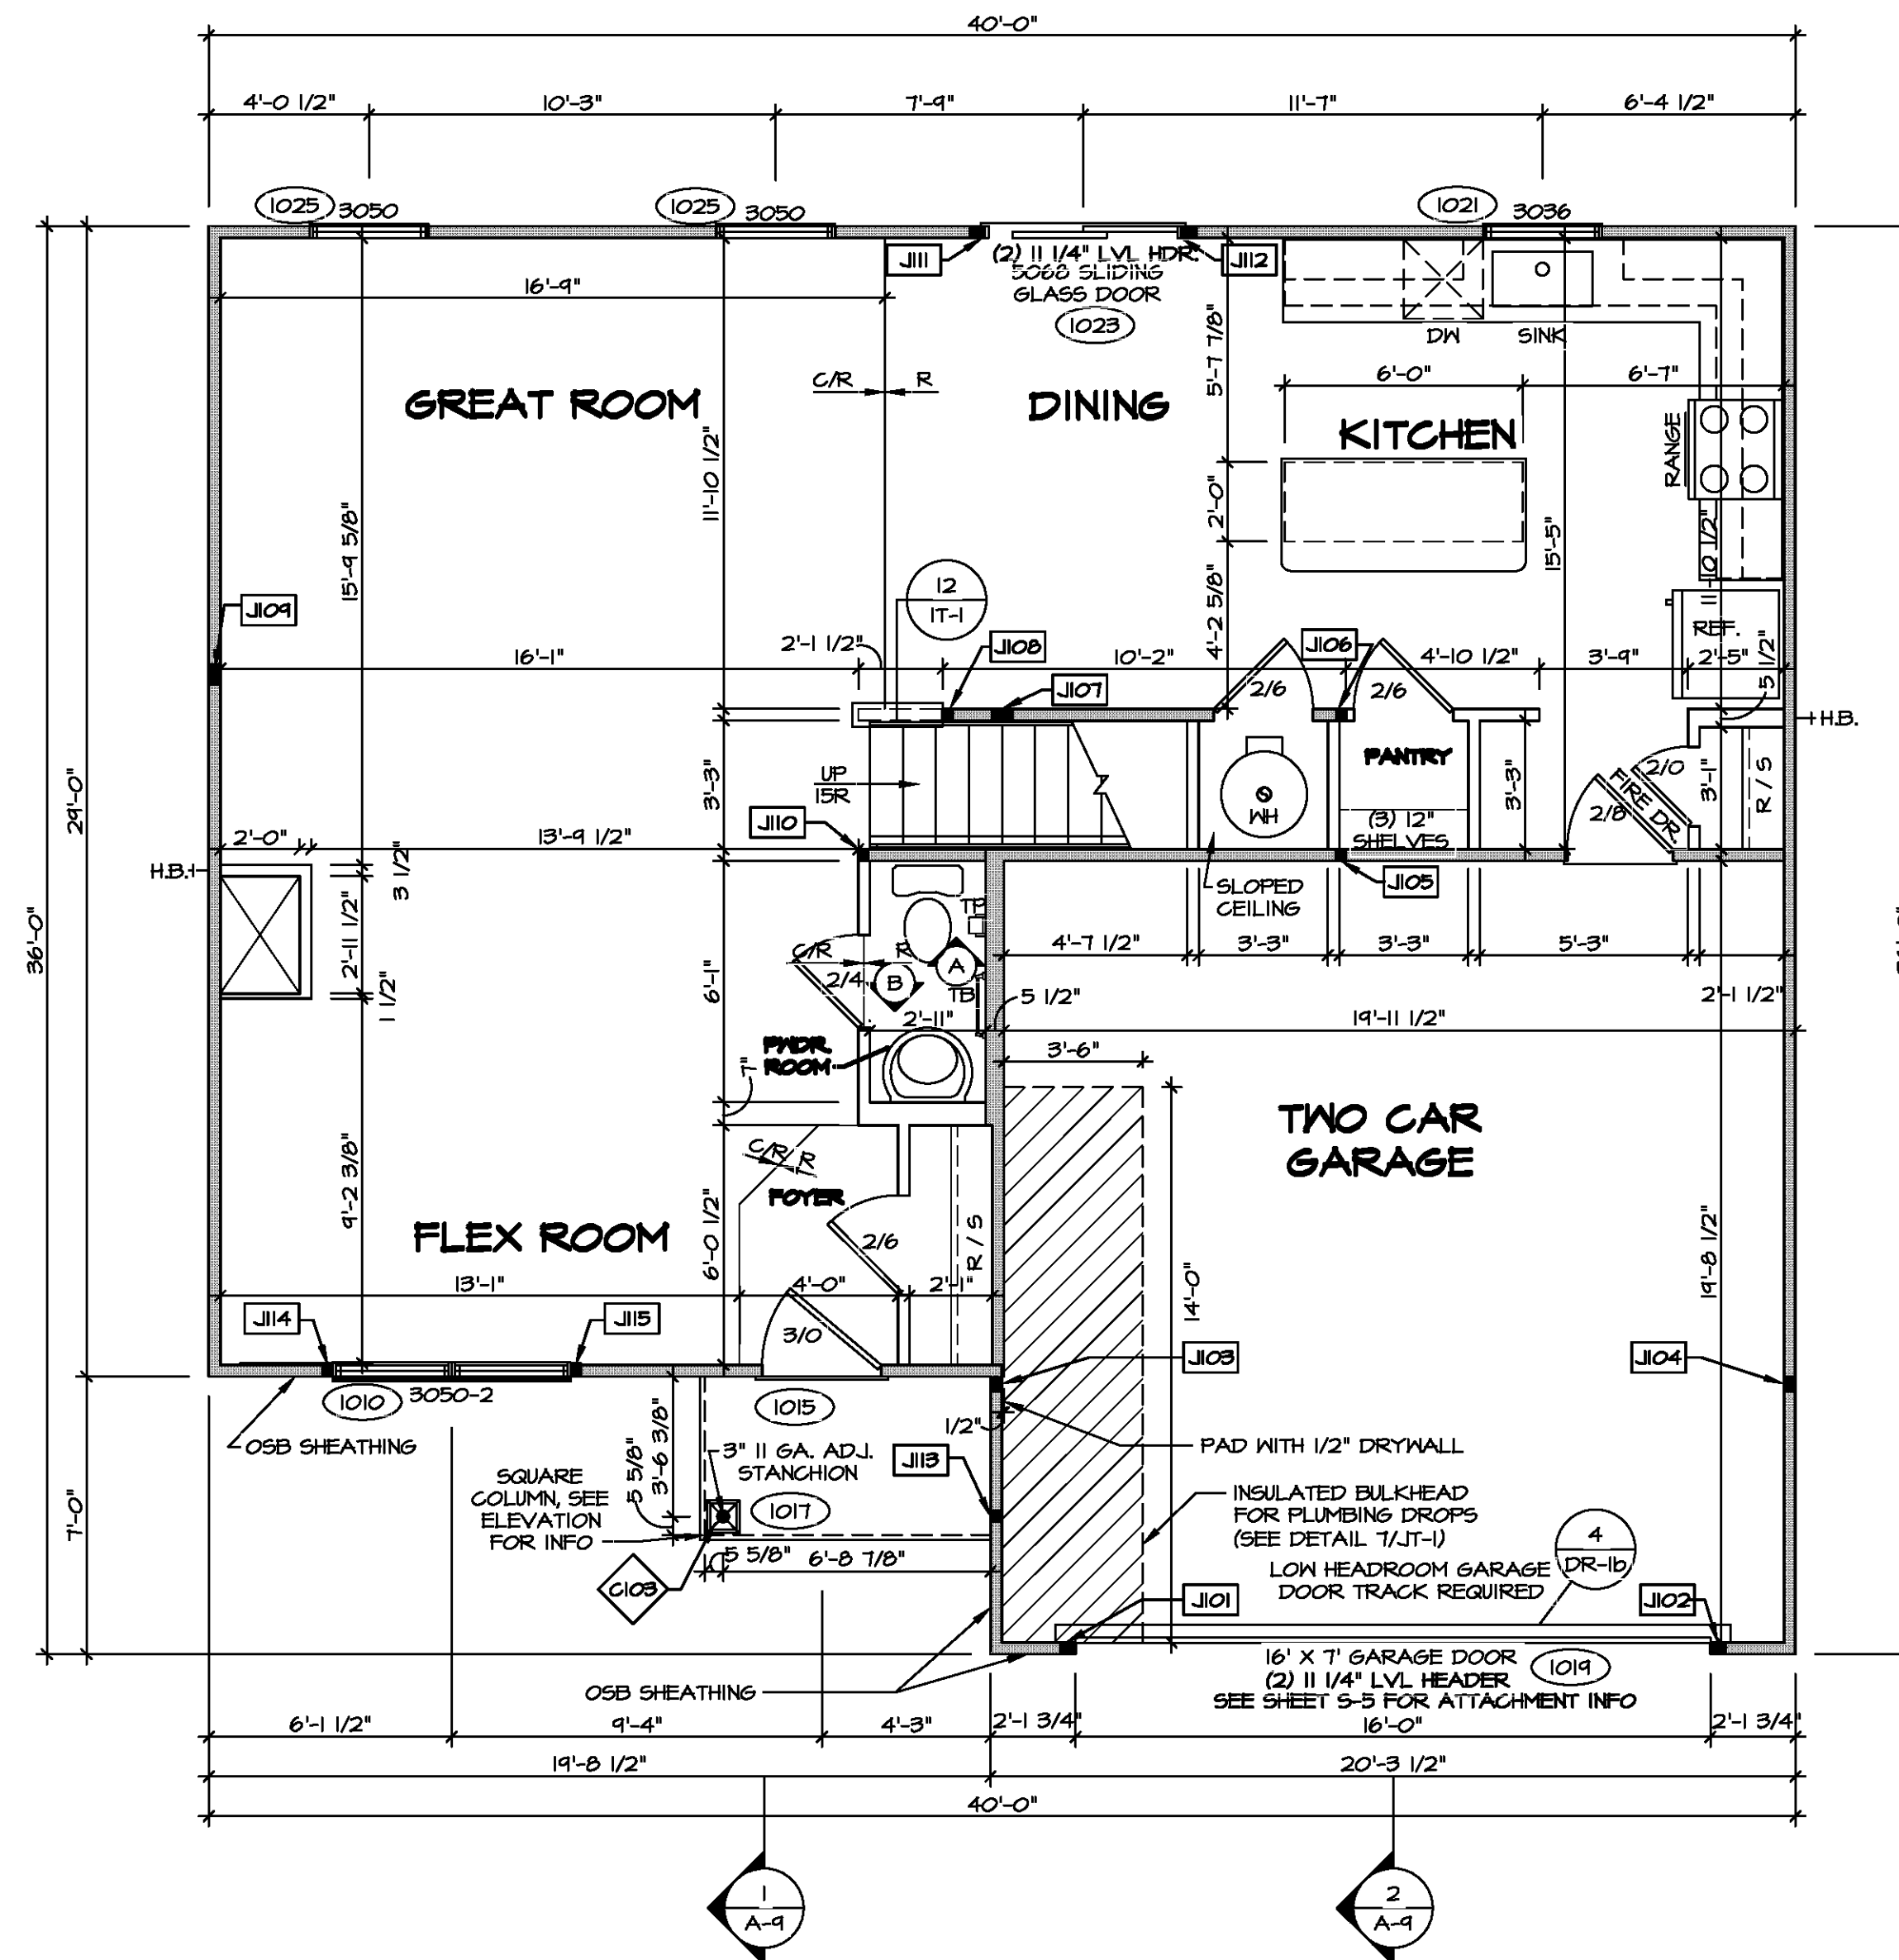 40'-0"
4'-0 1/2" 10'-3" 7'-9" 11'-7" 6'-4 1/2"
1025 3050 1025 3050 1021 3036
J111 (2) 11 1/4" LVL HDR. J112
5068 SLIDING
GLASS DOOR
1023
16'-9"
DW SINK
5'-7 7/8"
C/R R
6'-0" 6'-7"
GREAT ROOM DINING KITCHEN
RANGE
11'-10 1/2"
2'-0"
15'-9 5/8"
15'-5"
11'-10 1/2"
12
1T-1
4'-2 5/8"
J109
REF.
2'-1 1/2" J108 J106
16'-1" 10'-2" 4'-10 1/2" 3'-9" 2'-5"
5 1/2"
J107 2/6 2/6
H.B.
PANTRY
UP
15R
3'-3"
WH
3'-3"
2/0
3'-1"
R / S
FIRE DR.
2/8
(3) 12"
SHELVES
29'-0"
2'-0" 13'-9 1/2" J110
H.B.
3 1/2"
J105
SLOPED
CEILING
TP
36'-0"
2'-11 1/2"
C/R R
4'-7 1/2" 3'-3" 3'-3" 5'-3"
2/4 B A
TB
1 1/2"
6'-1"
5 1/2"
2'-1 1/2"
2'-11" 19'-11 1/2"
PWDR.
ROOM
3'-6"
7"
TWO CAR
GARAGE
9'-2 3/8"
C/R R
FOYER
FLEX ROOM
6'-0 1/2"
2/6
R / S
19'-8 1/2"
13'-1" 4'-0" 2'-1"
14'-0"
J114 J115 3/0
J103 J104
1010 3050-2 1015
1/2"
OSB SHEATHING
3'-6 3/8"
5 5/8"
3" 11 GA. ADJ.
STANCHION
J113
PAD WITH 1/2" DRYWALL
SQUARE
COLUMN, SEE
ELEVATION
FOR INFO
1017
INSULATED BULKHEAD
FOR PLUMBING DROPS
(SEE DETAIL 7/JT-1)
7'-0"
5 5/8" 6'-8 7/8"
4
DR-1b
LOW HEADROOM GARAGE
DOOR TRACK REQUIRED
C103
J101 J102
16' X 7' GARAGE DOOR 1019
(2) 11 1/4" LVL HEADER
SEE SHEET S-5 FOR ATTACHMENT INFO
OSB SHEATHING
6'-1 1/2" 9'-4" 4'-3" 2'-1 3/4" 16'-0" 2'-1 3/4"
19'-8 1/2" 20'-3 1/2"
40'-0"
1
A-9
2
A-9